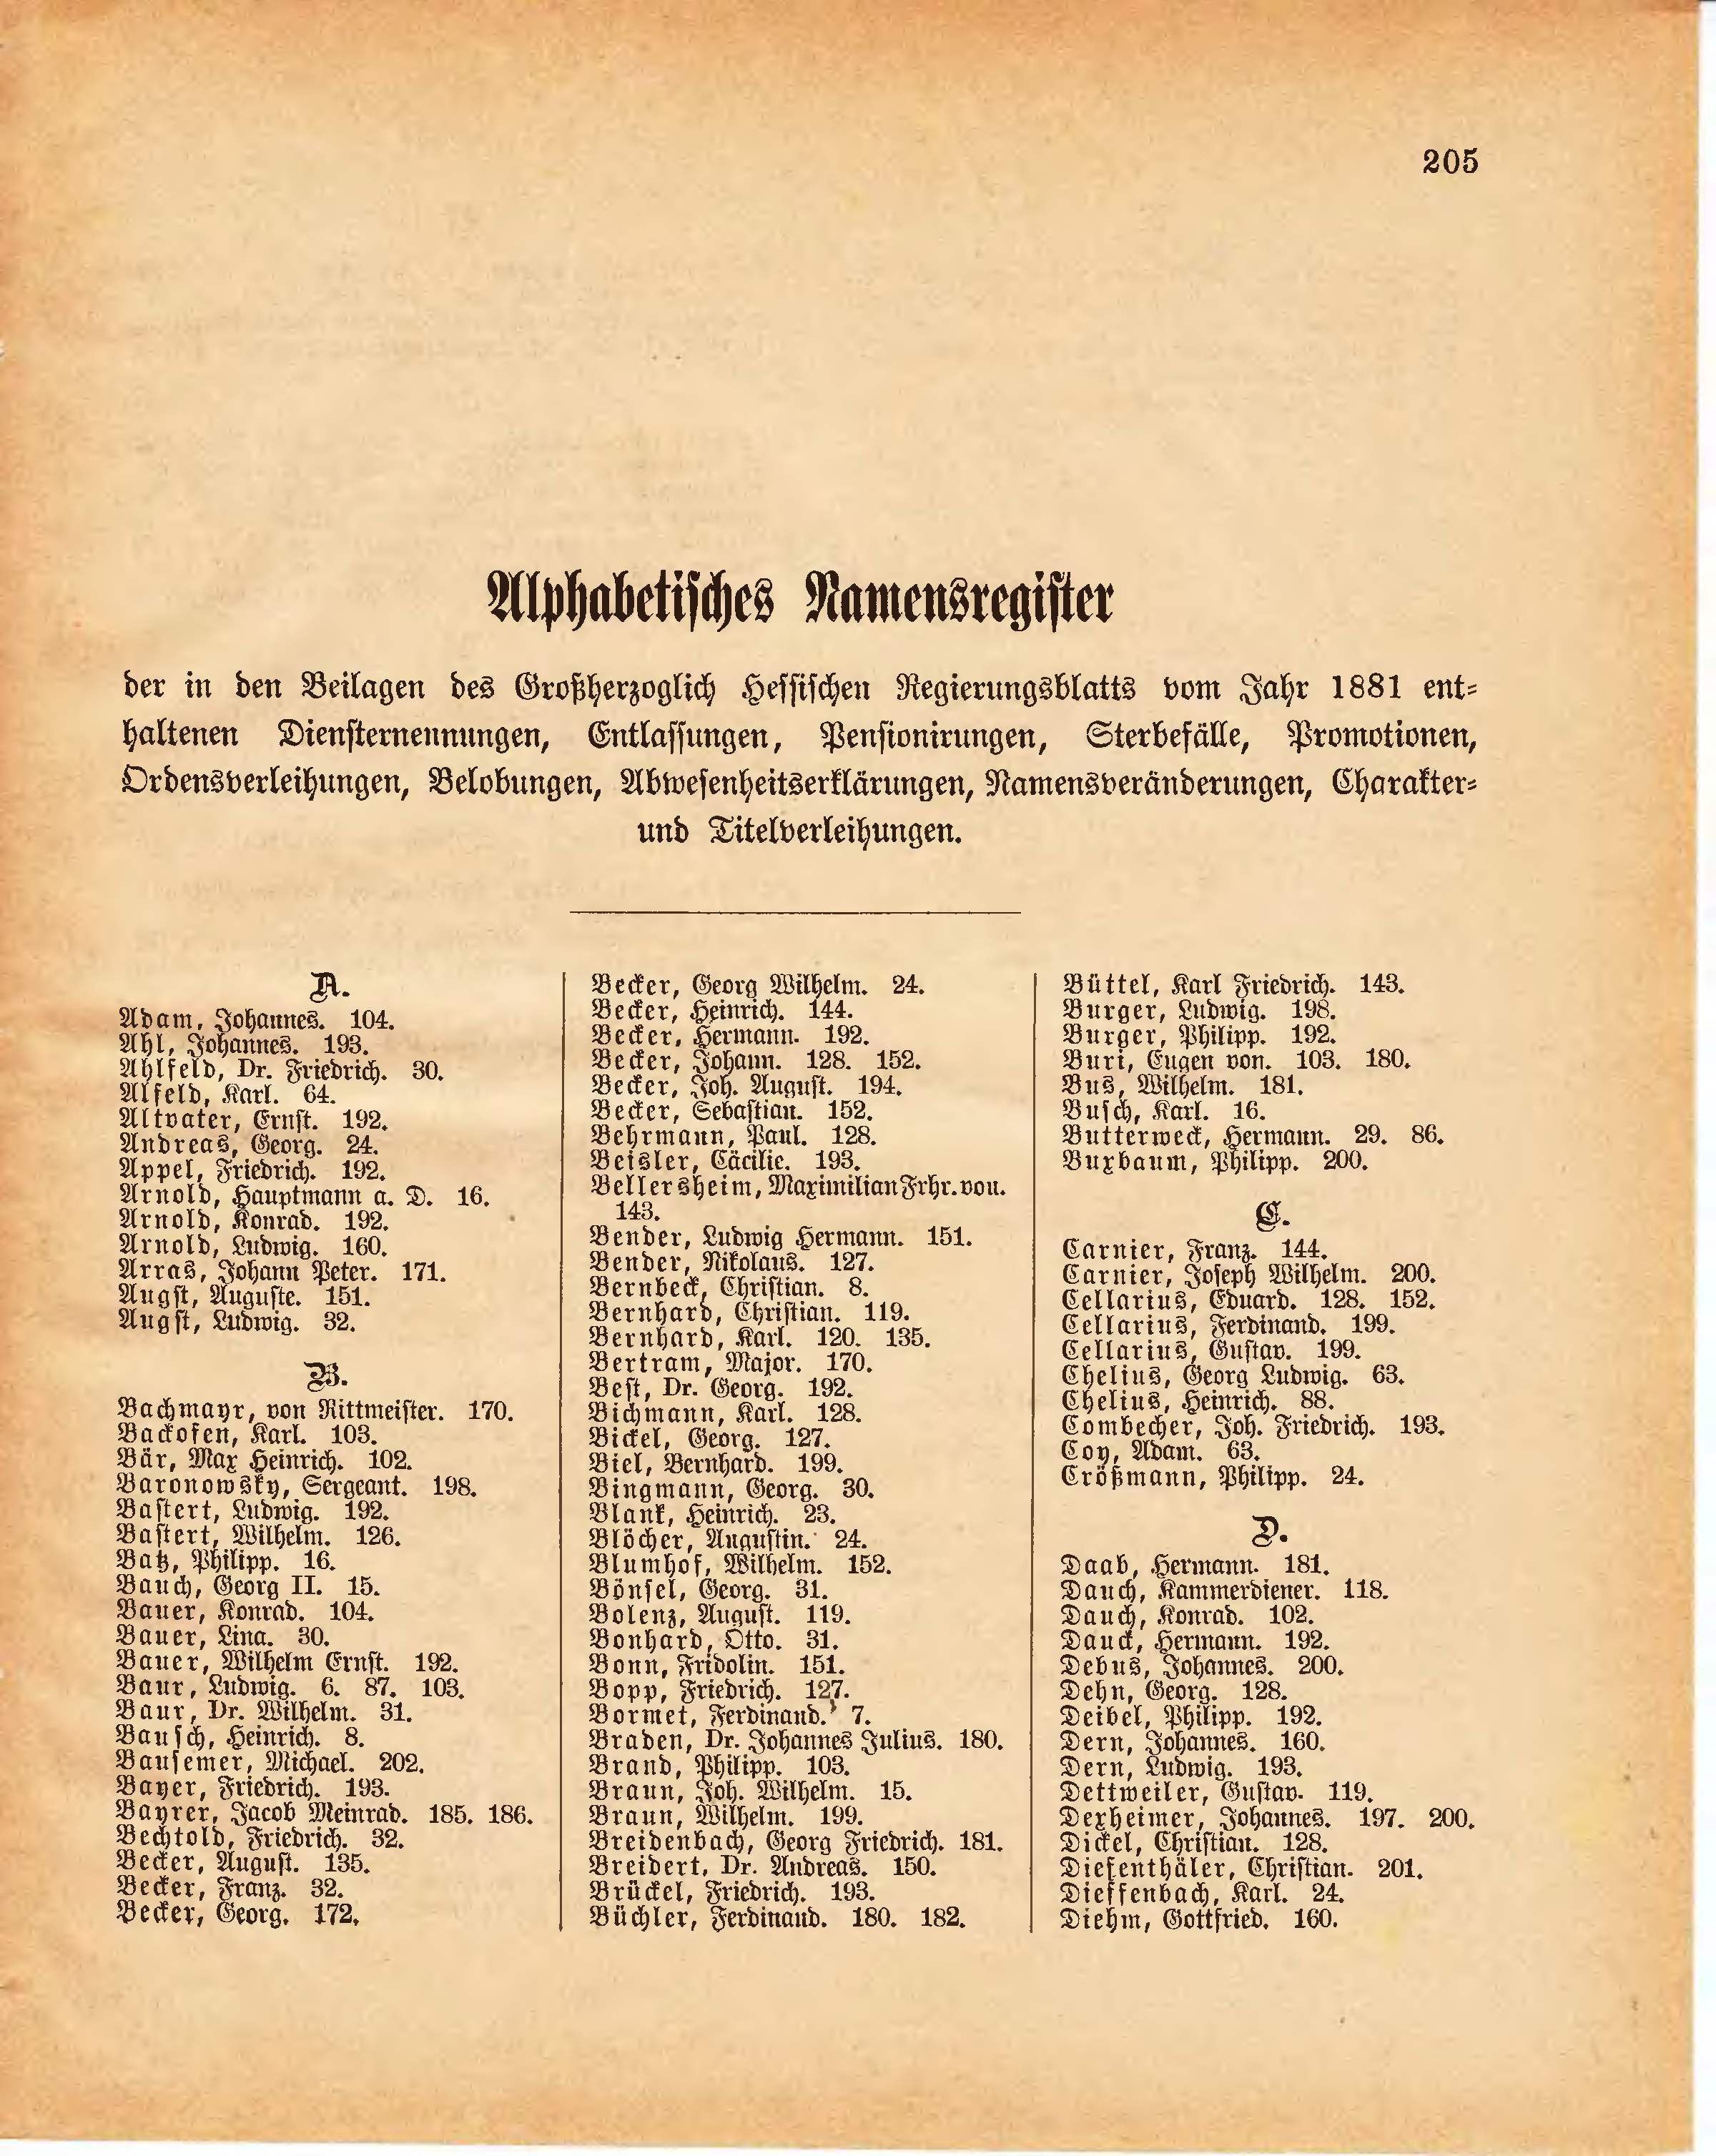 205
Alphabetisches Namensregister
der in den Beilagen des Großherzoglich Hessischen Regierungsblatts vom Jahr 1881 ent-
haltenen Diensternennungen, Entlassungen, Pensionirungen, Sterbefälle, Promotionen,
Ordensverleihungen, Belobungen, Abwesenheitserklärungen, Namensveränderungen, Charakter-
und Titelverleihungen.
A.
Adam, Johannes. 104.
Ahl, Johannes. 193.
Ahlfeld, Dr. Friedrich. 30.
Alfeld, Karl. 64.
Altvater, Ernst. 192.
Andreas, Georg. 24.
Appel, Friedrich. 192.
Arnold, Hauptmann a. D. 16.
Arnold, Konrad. 192.
Arnold, Ludwig. 160.
Arras, Johann Peter. 171.
Augst, Auguste. 151.
Augst, Ludwig. 32.
B.
Bachmayr, von Rittmeister. 170.
Backofen, Karl. 103.
Bär, Max Heinrich. 102.
Baronowsky, Sergeant. 198.
Bastert, Ludwig. 192.
Bastert, Wilhelm. 126.
Batz, Philipp. 16.
Bauch, Georg II. 15.
Bauer, Konrad. 104.
Bauer, Lina. 30.
Bauer, Wilhelm Ernst. 192.
Baur, Ludwig. 6. 87. 103.
Baur, Dr. Wilhelm. 31.
Bausch, Heinrich. 8.
Bausemer, Michael. 202.
Bayer, Friedrich. 193.
Bayrer, Jacob Meinrad. 185. 186.
Bechtold, Friedrich. 32.
Becker, August. 135.
Becker, Franz. 32.
Becker, Georg. 172.
Becker, Georg Wilhelm. 24.
Becker, Heinrich. 144.
Becker, Hermann. 192.
Becker, Johann. 128. 152.
Becker, Joh. August. 194.
Becker, Sebastian. 152.
Behrmann, Paul. 128.
Beisler, Cäcilie. 193.
Bellersheim, Maximilian Frhr. von.
143.
Bender, Ludwig Hermann. 151.
Bender, Nikolaus. 127.
Bernbeck, Christian. 8.
Bernhard, Christian. 119.
Bernhard, Karl. 120. 135.
Bertram, Major. 170.
Best, Dr. Georg. 192.
Bichmann, Karl. 128.
Bickel, Georg. 127.
Biel, Bernhard. 199.
Bingmann, Georg. 30.
Blank, Heinrich. 23.
Blöcher, Augustin. 24.
Blumhof, Wilhelm. 152.
Bönsel, Georg. 31.
Bolenz, August. 119.
Bonhard, Otto. 31.
Bonn, Fridolin. 151.
Bopp, Friedrich. 127.
Bormet, Ferdinand. 7.
Braden, Dr. Johannes Julius. 180.
Brand, Philipp. 103.
Braun, Joh. Wilhelm. 15.
Braun, Wilhelm. 199.
Breidenbach, Georg Friedrich. 181.
Breidert, Dr. Andreas. 150.
Brückel, Friedrich. 193.
Büchler, Ferdinand. 180. 182.
Büttel, Karl Friedrich. 143.
Burger, Ludwig. 198.
Burger, Philipp. 192.
Buri, Eugen von. 103. 180.
Bus, Wilhelm. 181.
Busch, Karl. 16.
Butterweck, Hermann. 29. 86.
Buxbaum, Philipp. 200.
C.
Carnier, Franz. 144.
Carnier, Joseph Wilhelm. 200.
Cellarius, Eduard. 128. 152.
Cellarius, Ferdinand. 199.
Cellarius, Gustav. 199.
Chelius, Georg Ludwig. 63.
Chelius, Heinrich. 88.
Combecher, Joh. Friedrich. 193.
Coy, Adam. 63.
Crößmann, Philipp. 24.
D.
Daab, Hermann. 181.
Dauch, Kammerdiener. 118.
Dauch, Konrad. 102.
Dauck, Hermann. 192.
Debus, Johannes. 200.
Dehn, Georg. 128.
Deibel, Philipp. 192.
Dern, Johannes. 160.
Dern, Ludwig. 193.
Dettweiler, Gustav. 119.
Dexheimer, Johannes. 197. 200.
Dickel, Christian. 128.
Diefenthäler, Christian. 201.
Dieffenbach, Karl. 24.
Diehm, Gottfried. 160.